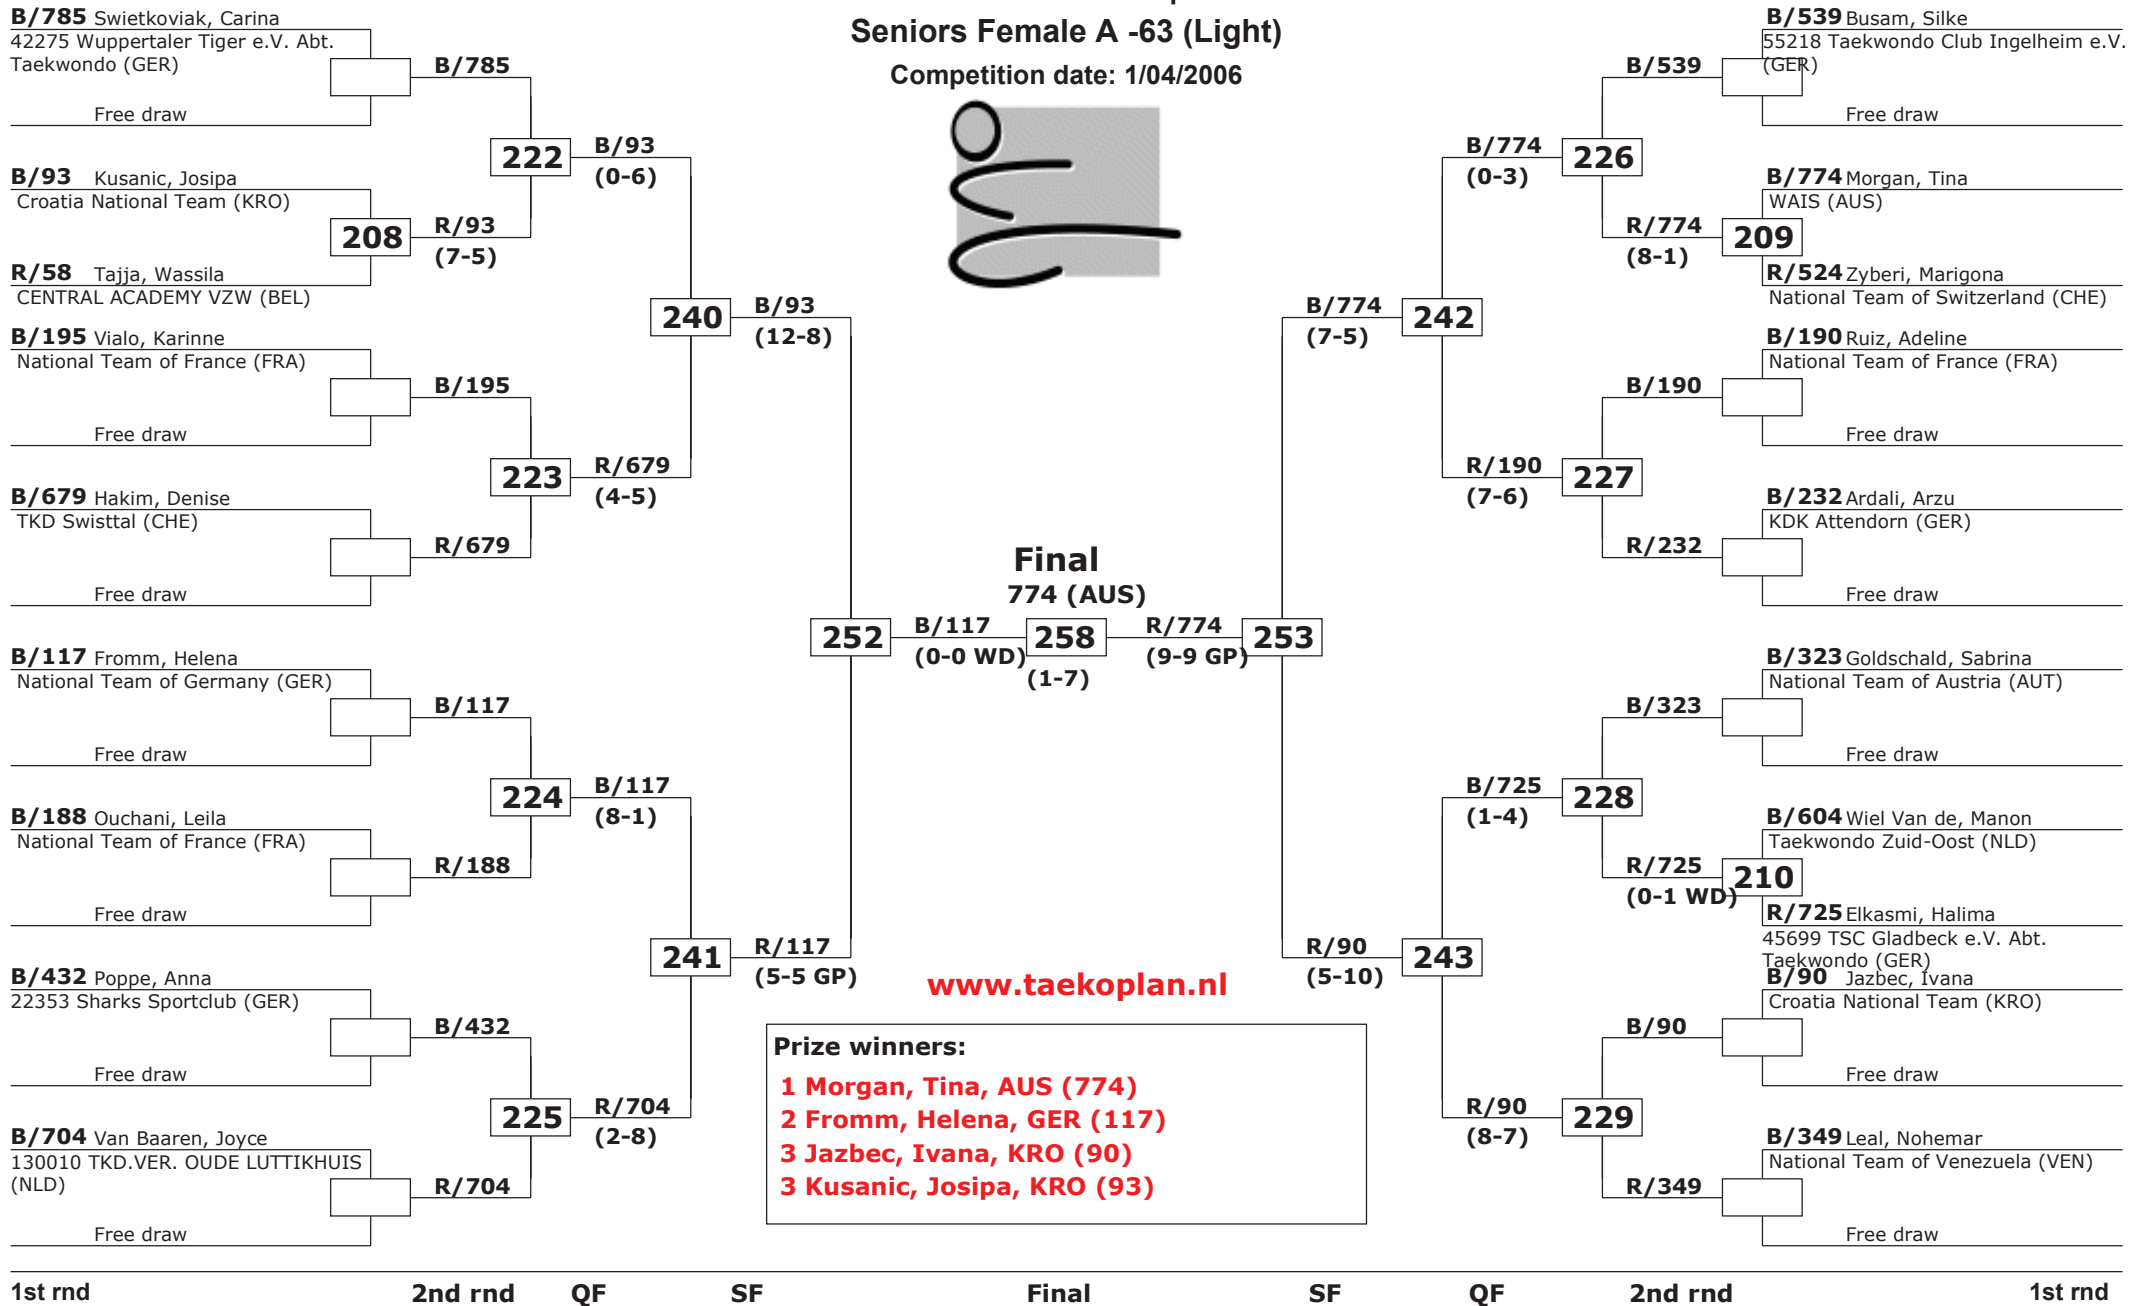 Seniors Female A -63 (Light)
Competition date: 1/04/2006
B/785 Swietkoviak, Carina
42275 Wuppertaler Tiger e.V. Abt.
Taekwondo (GER)
Free draw
B/785
B/93 Kusanic, Josipa
Croatia National Team (KRO)
208
R/93
(7-5)
R/58 Tajja, Wassila
CENTRAL ACADEMY VZW (BEL)
222
B/93
(0-6)
B/195 Vialo, Karinne
National Team of France (FRA)
B/195
Free draw
223
R/679
(4-5)
B/679 Hakim, Denise
TKD Swisttal (CHE)
R/679
Free draw
240
B/93
(12-8)
B/117 Fromm, Helena
National Team of Germany (GER)
B/117
Free draw
224
B/117
(8-1)
B/188 Ouchani, Leila
National Team of France (FRA)
R/188
Free draw
241
R/117
(5-5 GP)
B/432 Poppe, Anna
22353 Sharks Sportclub (GER)
B/432
Free draw
225
R/704
(2-8)
B/704 Van Baaren, Joyce
130010 TKD.VER. OUDE LUTTIKHUIS
(NLD)
R/704
Free draw
Final
774 (AUS)
252
B/117
(0-0 WD)
258
(1-7)
R/774
(9-9 GP)
253
B/539 Busam, Silke
55218 Taekwondo Club Ingelheim e.V.
(GER)
B/539
Free draw
B/774
(0-3)
226
B/774 Morgan, Tina
WAIS (AUS)
R/774
(8-1)
209
R/524 Zyberi, Marigona
National Team of Switzerland (CHE)
B/774
(7-5)
242
B/190 Ruiz, Adeline
National Team of France (FRA)
B/190
Free draw
R/190
(7-6)
227
B/232 Ardali, Arzu
KDK Attendorn (GER)
R/232
Free draw
B/323 Goldschald, Sabrina
National Team of Austria (AUT)
B/323
Free draw
B/725
(1-4)
228
B/604 Wiel Van de, Manon
Taekwondo Zuid-Oost (NLD)
R/725
(0-1 WD)
210
R/725 Elkasmi, Halima
45699 TSC Gladbeck e.V. Abt.
Taekwondo (GER)
R/90
(5-10)
243
B/90 Jazbec, Ivana
Croatia National Team (KRO)
B/90
Free draw
R/90
(8-7)
229
B/349 Leal, Nohemar
National Team of Venezuela (VEN)
R/349
Free draw
www.taekoplan.nl
Prize winners:
1 Morgan, Tina, AUS (774)
2 Fromm, Helena, GER (117)
3 Jazbec, Ivana, KRO (90)
3 Kusanic, Josipa, KRO (93)
1st rnd 2nd rnd QF SF Final SF QF 2nd rnd 1st rnd